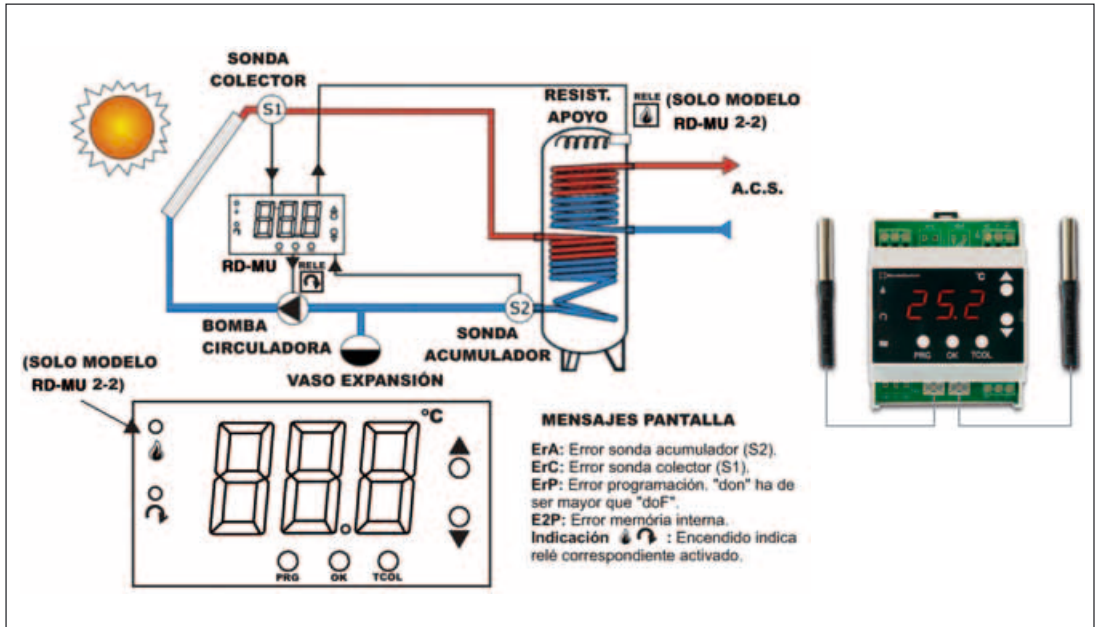 SONDA
COLECTOR
S1
RESIST.
APOYO
RELE
(SOLO MODELO
RD-MU 2-2)
A.C.S.
RD-MU
RELE
S2
BOMBA
CIRCULADORA
SONDA
ACUMULADOR
VASO EXPANSIÓN
(SOLO MODELO
RD-MU 2-2)
ºC
PRG OK TCOL
MENSAJES PANTALLA
ErA: Error sonda acumulador (S2).
ErC: Error sonda colector (S1).
ErP: Error programación. "don" ha de
ser mayor que "doF".
E2P: Error memória interna.
Indicación : Encendido indica
relé correspondiente activado.
ºC
25.2
PRG OK TCOL